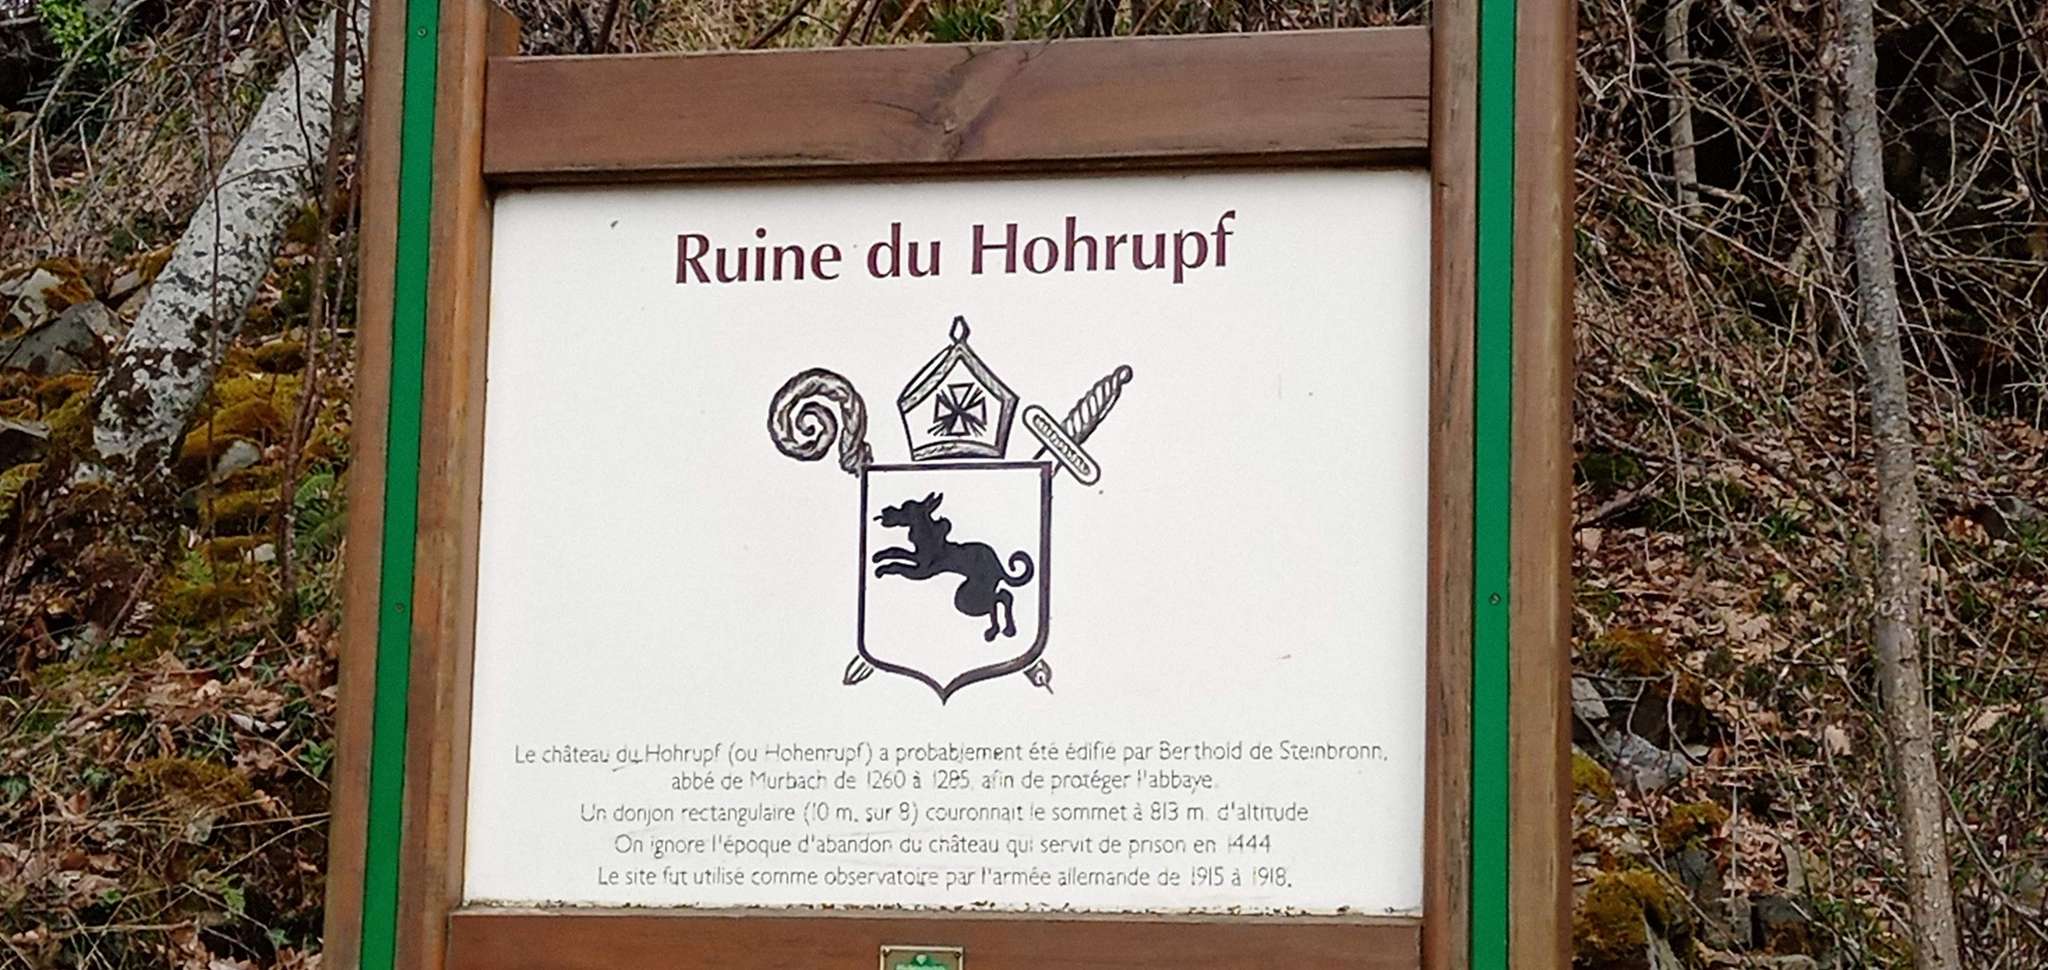 Ruine du Hohrupf
Le château du Hohrupf (ou Hohenrupf) a probablement été édifié par Berthold de Steinbronn,
abbé de Murbach de 1260 à 1285, afin de protéger l'abbaye.
Un donjon rectangulaire (10 m. sur 8) couronnait le sommet à 813 m. d'altitude
On ignore l'époque d'abandon du château qui servit de prison en 1444
Le site fut utilisé comme observatoire par l'armée allemande de 1915 à 1918.